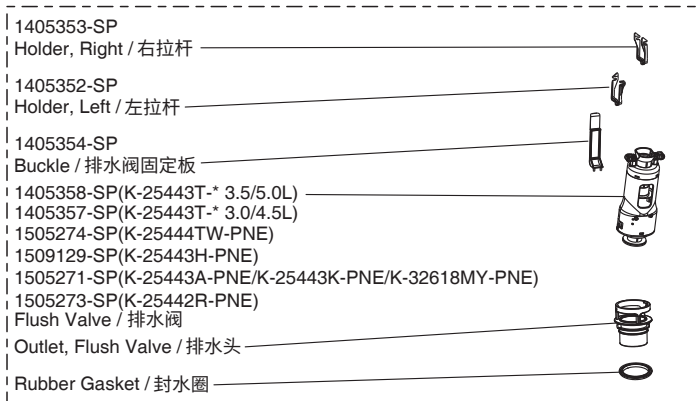 1405353-SP
Holder, Right / 右拉杆
1405352-SP
Holder, Left / 左拉杆
1405354-SP
Buckle / 排水阀固定板
1405358-SP(K-25443T-* 3.5/5.0L)
1405357-SP(K-25443T-* 3.0/4.5L)
1505274-SP(K-25444TW-PNE)
1509129-SP(K-25443H-PNE)
1505271-SP(K-25443A-PNE/K-25443K-PNE/K-32618MY-PNE)
1505273-SP(K-25442R-PNE)
Flush Valve / 排水阀
Outlet, Flush Valve / 排水头
Rubber Gasket / 封水圈